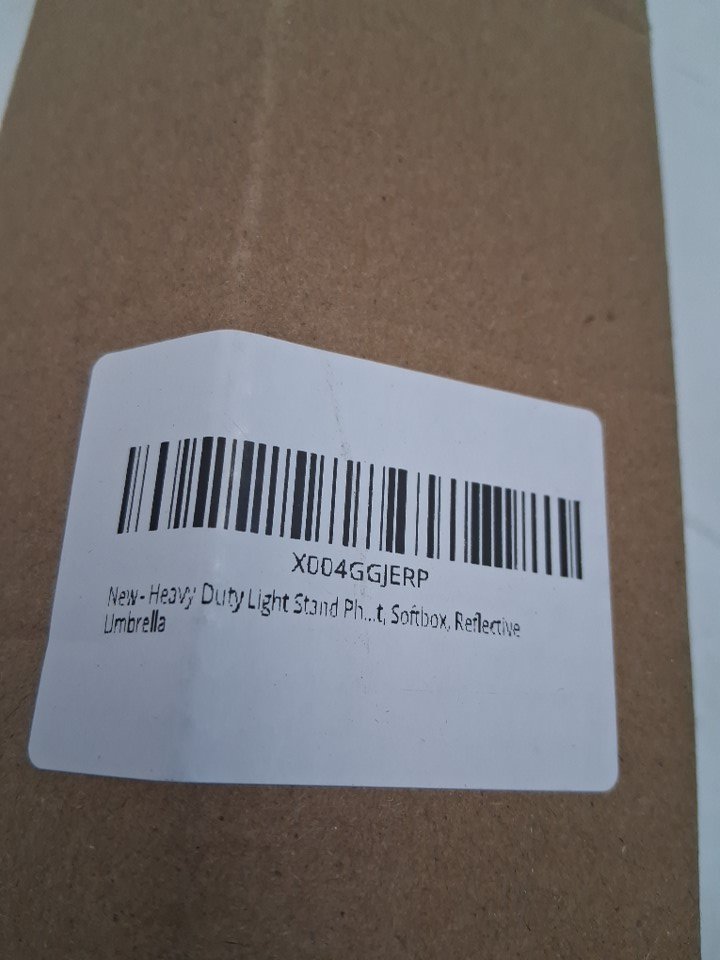 X004GGJERP
New - Heavy Duty Light Stand Ph...t, Softbox, Reflective
Umbrella